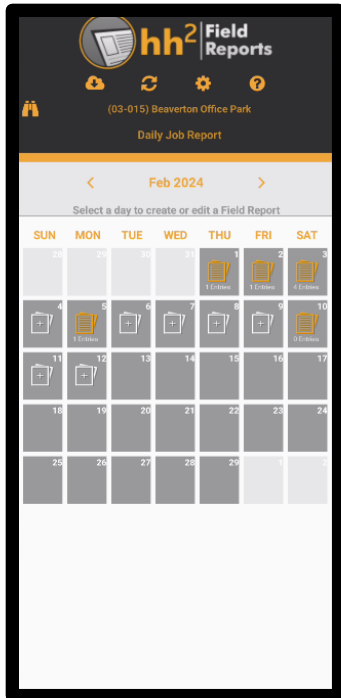 hh2 Field Reports
(03-015) Beaverton Office Park
Daily Job Report
< Feb 2024 >
Select a day to create or edit a Field Report
SUN MON TUE WED THU FRI SAT
28 29 30 31 1 2 3
1 Entries 1 Entries 4 Entries
4 5 6 7 8 9 10
1 Entries 0 Entries
11 12 13 14 15 16 17
18 19 20 21 22 23 24
25 26 27 28 29 1 2